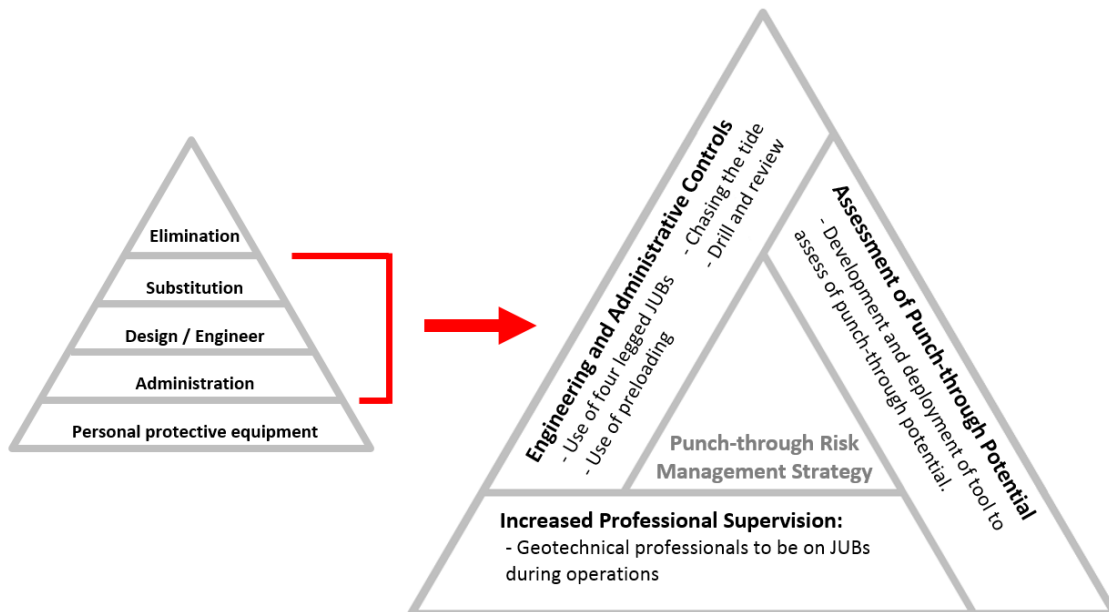 Elimination
Substitution
Design / Engineer
Administration
Personal protective equipment
Engineering and Administrative Controls
- Use of four legged JUBs
- Use of preloading
- Chasing the tide
- Drill and review
Assessment of Punch-through Potential
- Development and deployment of tool to
assess of punch-through potential.
Punch-through Risk
Management Strategy
Increased Professional Supervision:
- Geotechnical professionals to be on JUBs
during operations